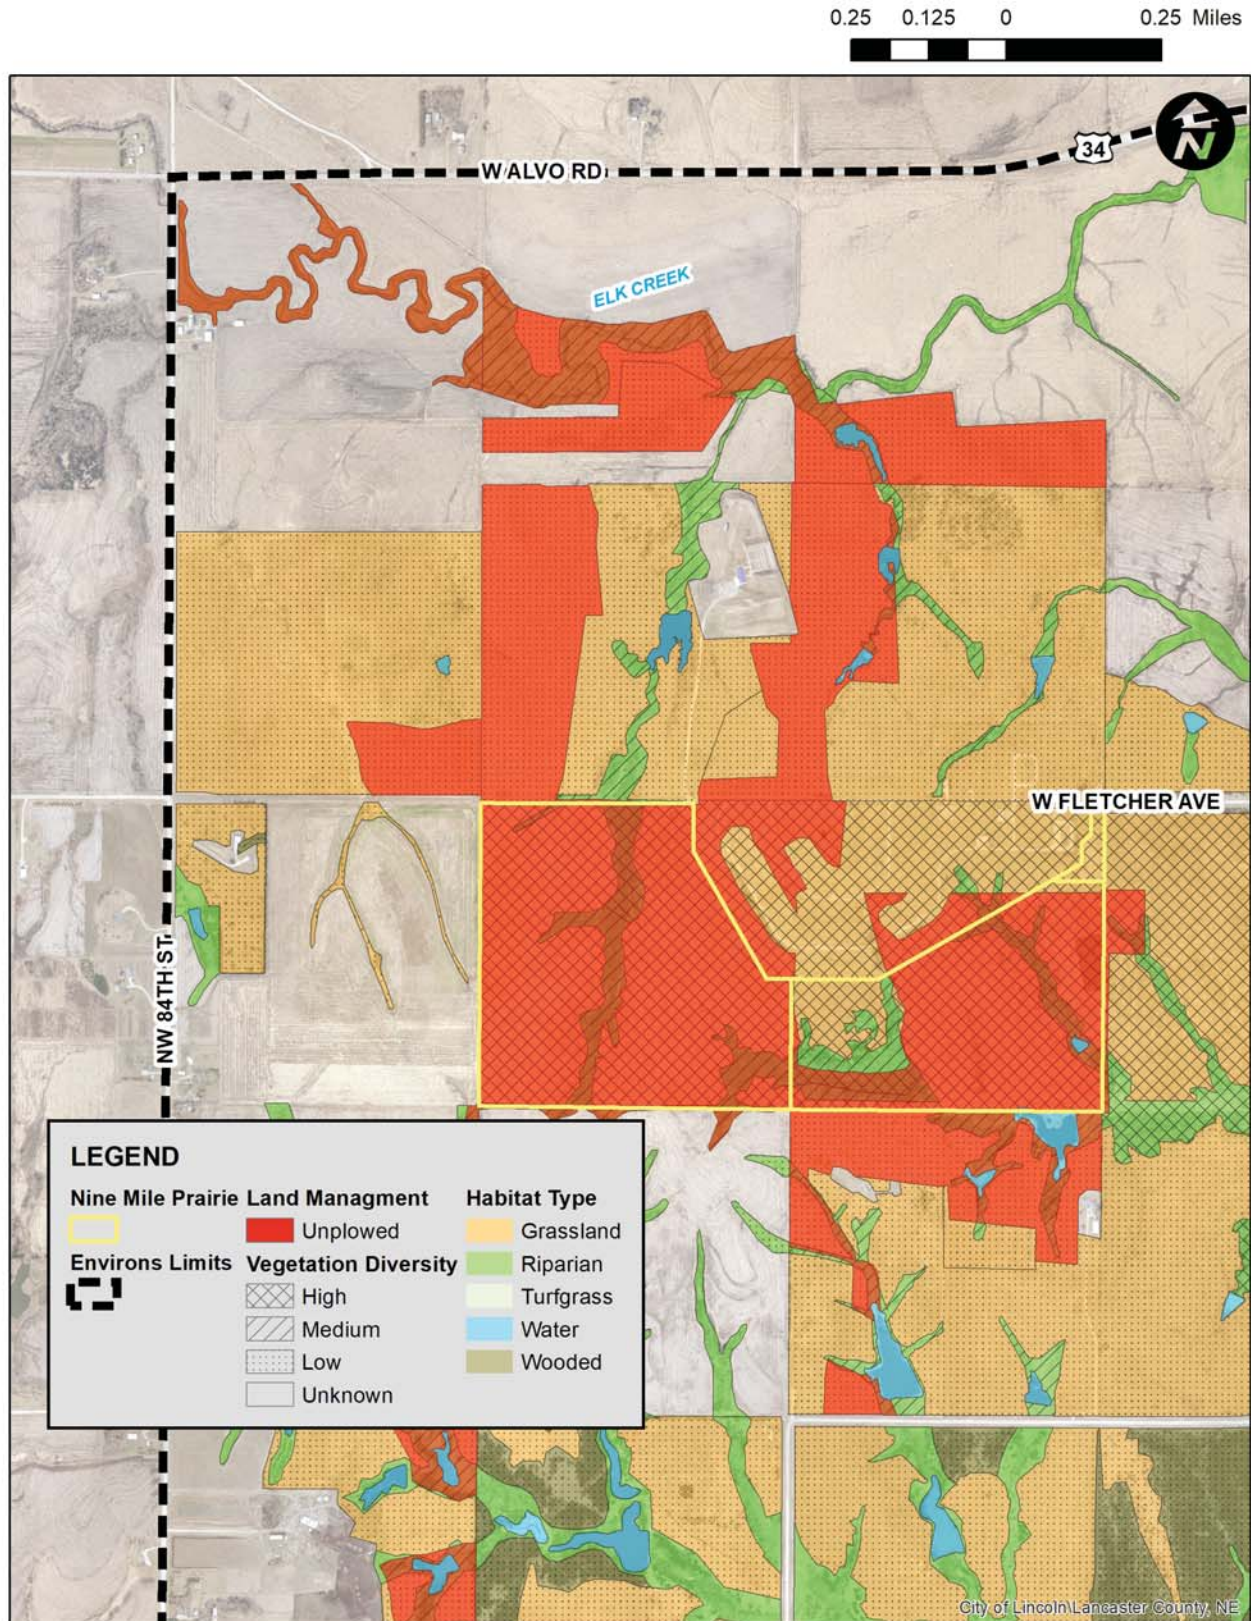 0.25 0.125 0 0.25 Miles
N
34
W ALVO RD
ELK CREEK
W FLETCHER AVE
NW 84TH ST
LEGEND
Nine Mile Prairie
Environs Limits
Land Managment
Unplowed
Vegetation Diversity
High
Medium
Low
Unknown
Habitat Type
Grassland
Riparian
Turfgrass
Water
Wooded
City of Lincoln\Lancaster County, NE